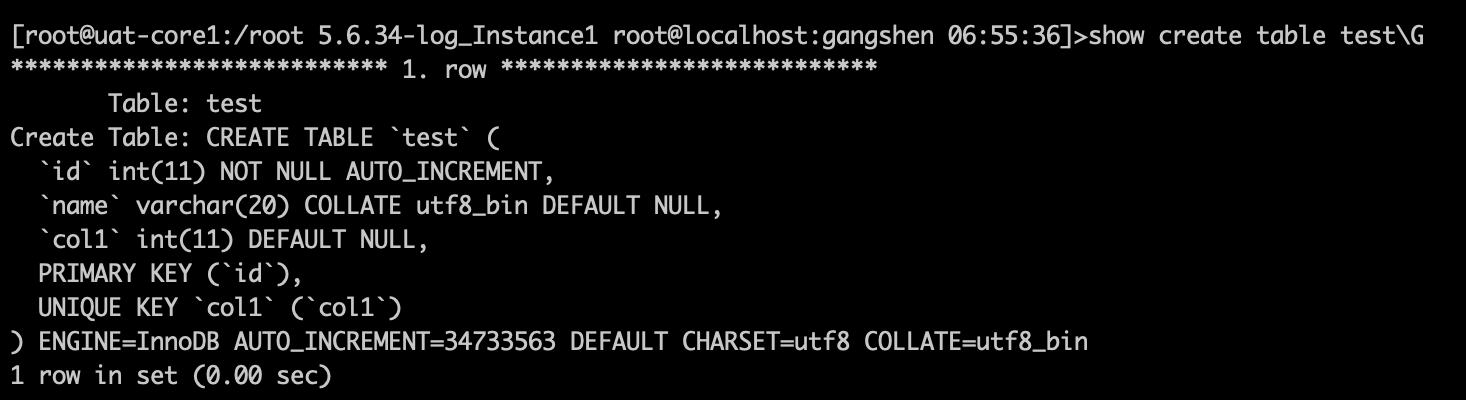 [root@uat-core1:/root 5.6.34-log_Instance1 root@localhost:gangshen 06:55:36]>show create table test\G
*************************** 1. row ***************************
       Table: test
Create Table: CREATE TABLE `test` (
  `id` int(11) NOT NULL AUTO_INCREMENT,
  `name` varchar(20) COLLATE utf8_bin DEFAULT NULL,
  `col1` int(11) DEFAULT NULL,
  PRIMARY KEY (`id`),
  UNIQUE KEY `col1` (`col1`)
) ENGINE=InnoDB AUTO_INCREMENT=34733563 DEFAULT CHARSET=utf8 COLLATE=utf8_bin
1 row in set (0.00 sec)